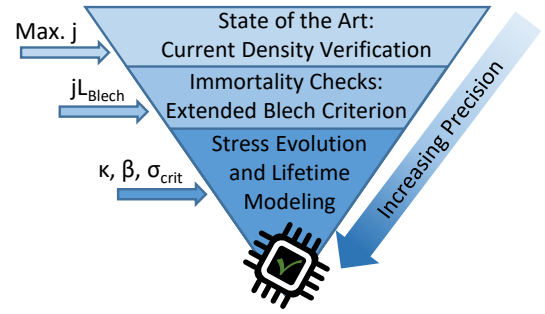 State of the Art:
Max. j
Current Density Verification
Immortality Checks:
jL_Blech
Extended Blech Criterion
Stress Evolution
and Lifetime
κ, β, σ_crit
Modeling
Increasing Precision